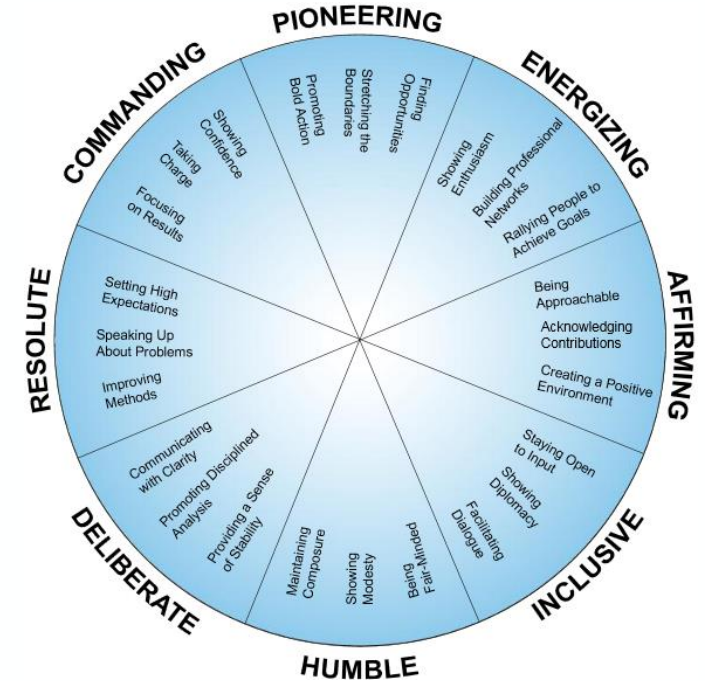 PIONEERING
Promoting
Bold Action
Stretching the
Boundaries
Finding
Opportunities
ENERGIZING
Showing
Enthusiasm
Building Professional
Networks
Rallying People to
Achieve Goals
AFFIRMING
Being
Approachable
Acknowledging
Contributions
Creating a Positive
Environment
INCLUSIVE
Staying Open
to Input
Showing
Diplomacy
Facilitating
Dialogue
HUMBLE
Maintaining
Composure
Showing
Modesty
Being
Fair-Minded
DELIBERATE
Communicating
with Clarity
Promoting Disciplined
Analysis
Providing a Sense
of Stability
RESOLUTE
Setting High
Expectations
Speaking Up
About Problems
Improving
Methods
COMMANDING
Showing
Confidence
Taking
Charge
Focusing
on Results